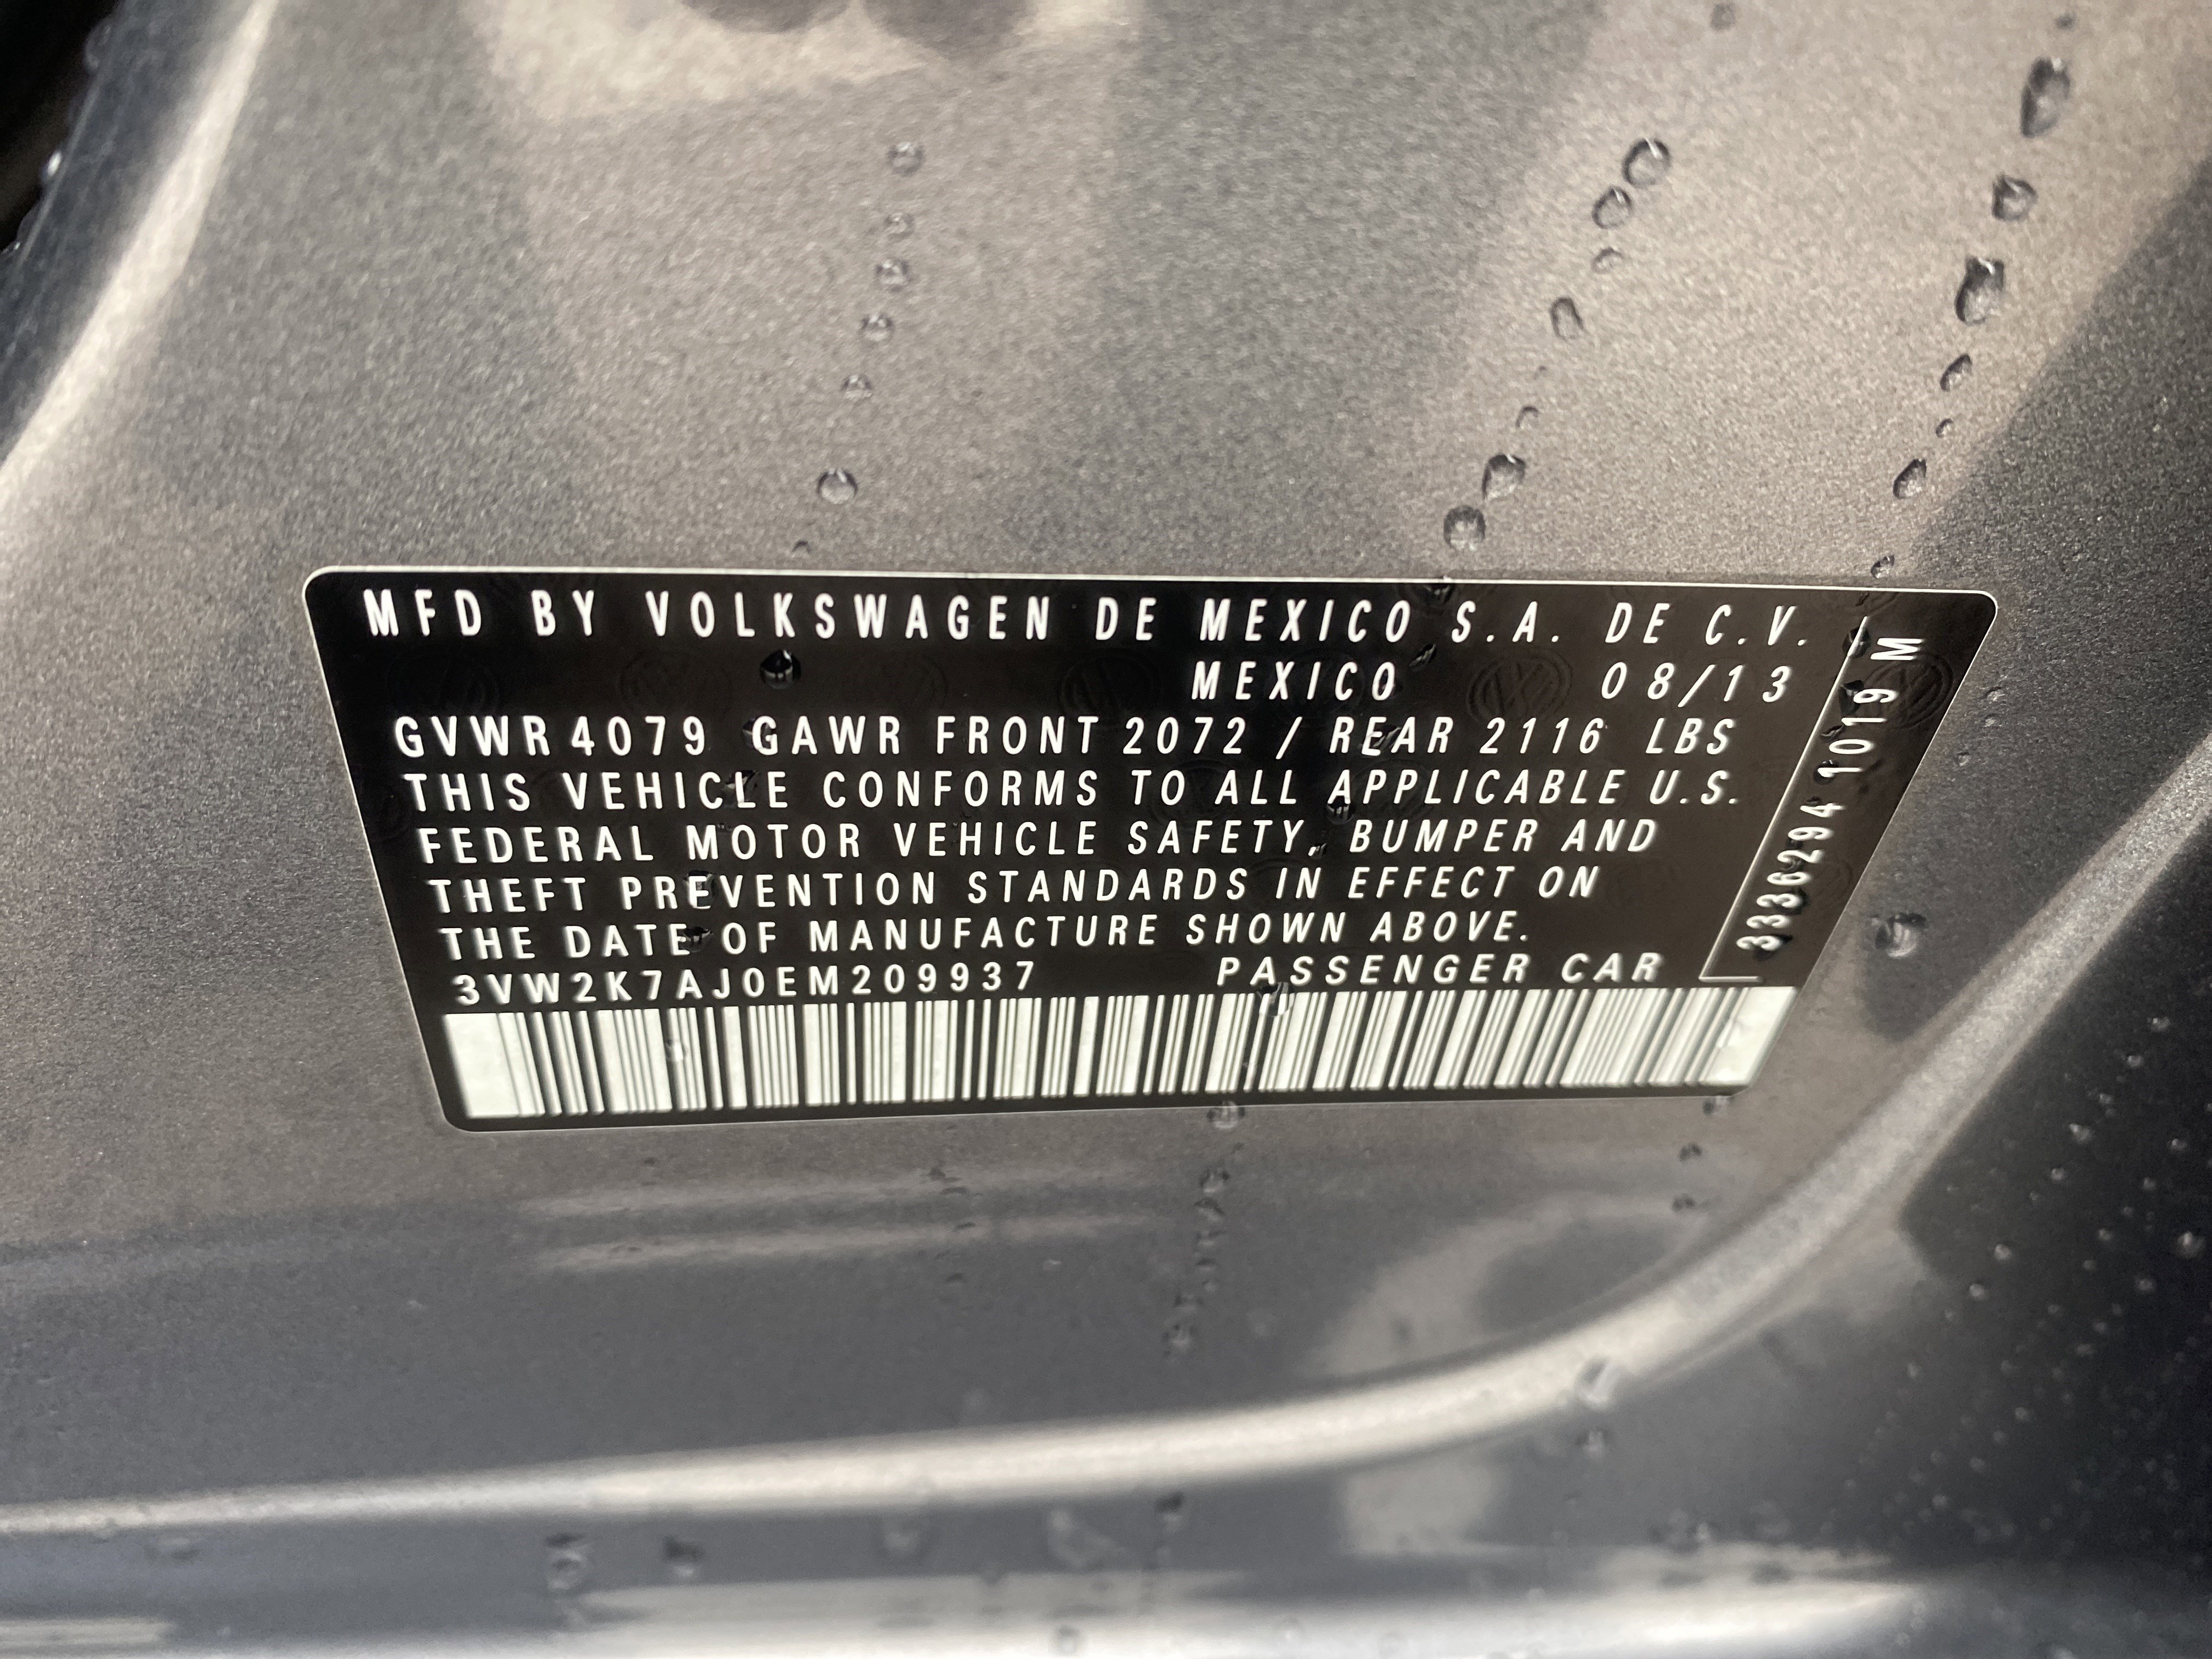 MFD BY VOLKSWAGEN DE MEXICO S.A. DE C.V.
MEXICO 08/13
GVWR 4079 GAWR FRONT 2072 / REAR 2116 LBS
THIS VEHICLE CONFORMS TO ALL APPLICABLE U.S.
FEDERAL MOTOR VEHICLE SAFETY, BUMPER AND
THEFT PREVENTION STANDARDS IN EFFECT ON
THE DATE OF MANUFACTURE SHOWN ABOVE.
3VW2K7AJ0EM209937 PASSENGER CAR
3336294 1019 M